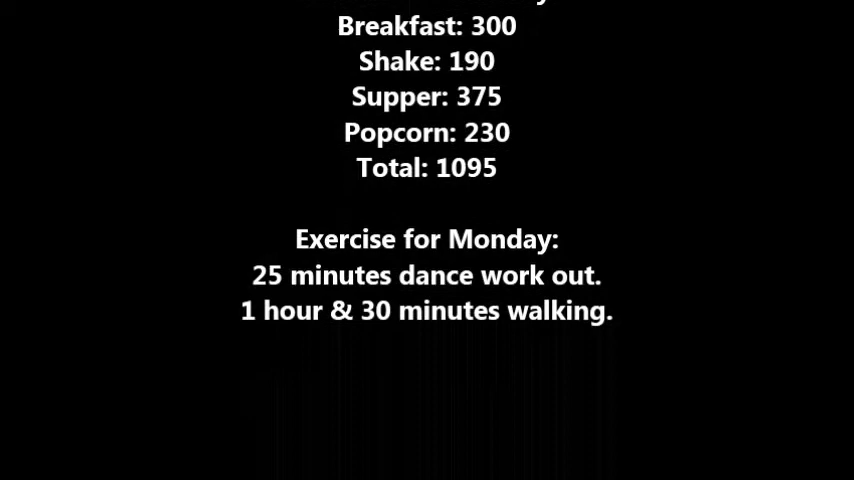 Breakfast: 300
Shake: 190
Supper: 375
Popcorn: 230
Total: 1095
Exercise for Monday:
25 minutes dance work out.
1 hour & 30 minutes walking.